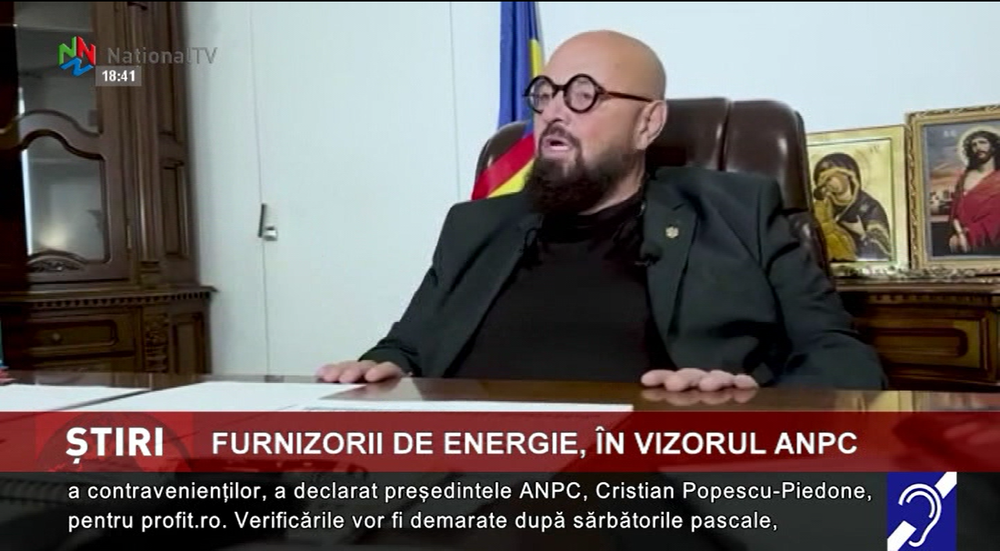 NaționalTV
18:41
ȘTIRI
FURNIZORII DE ENERGIE, ÎN VIZORUL ANPC
a contravenienților, a declarat președintele ANPC, Cristian Popescu-Piedone,
pentru profit.ro. Verificările vor fi demarate după sărbătorile pascale,